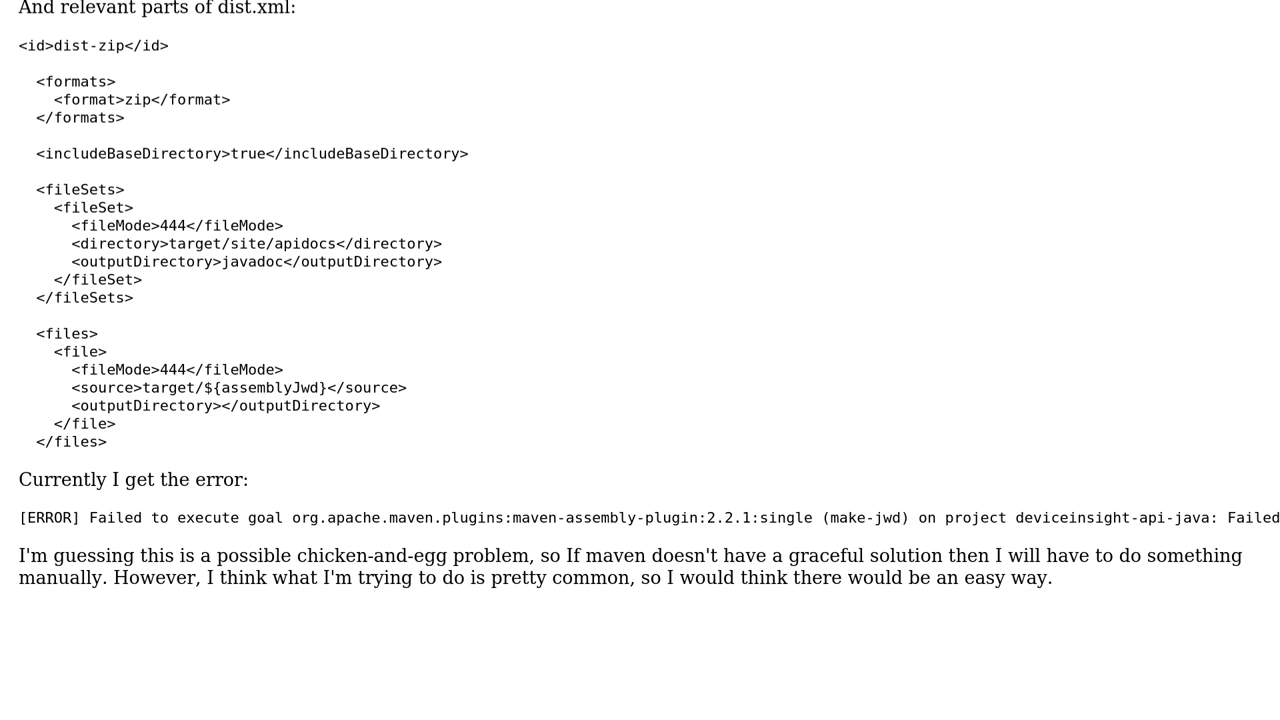 And relevant parts of dist.xml:
<id>dist-zip</id>
<formats>
<format>zip</format>
</formats>
<includeBaseDirectory>true</includeBaseDirectory>
<fileSets>
<fileSet>
<fileMode>444</fileMode>
<directory>target/site/apidocs</directory>
<outputDirectory>javadoc</outputDirectory>
</fileSet>
</fileSets>
<files>
<file>
<fileMode>444</fileMode>
<source>target/${assemblyJwd}</source>
<outputDirectory></outputDirectory>
</file>
</files>
Currently I get the error:
[ERROR] Failed to execute goal org.apache.maven.plugins:maven-assembly-plugin:2.2.1:single (make-jwd) on project deviceinsight-api-java: Failed
I'm guessing this is a possible chicken-and-egg problem, so If maven doesn't have a graceful solution then I will have to do something
manually. However, I think what I'm trying to do is pretty common, so I would think there would be an easy way.